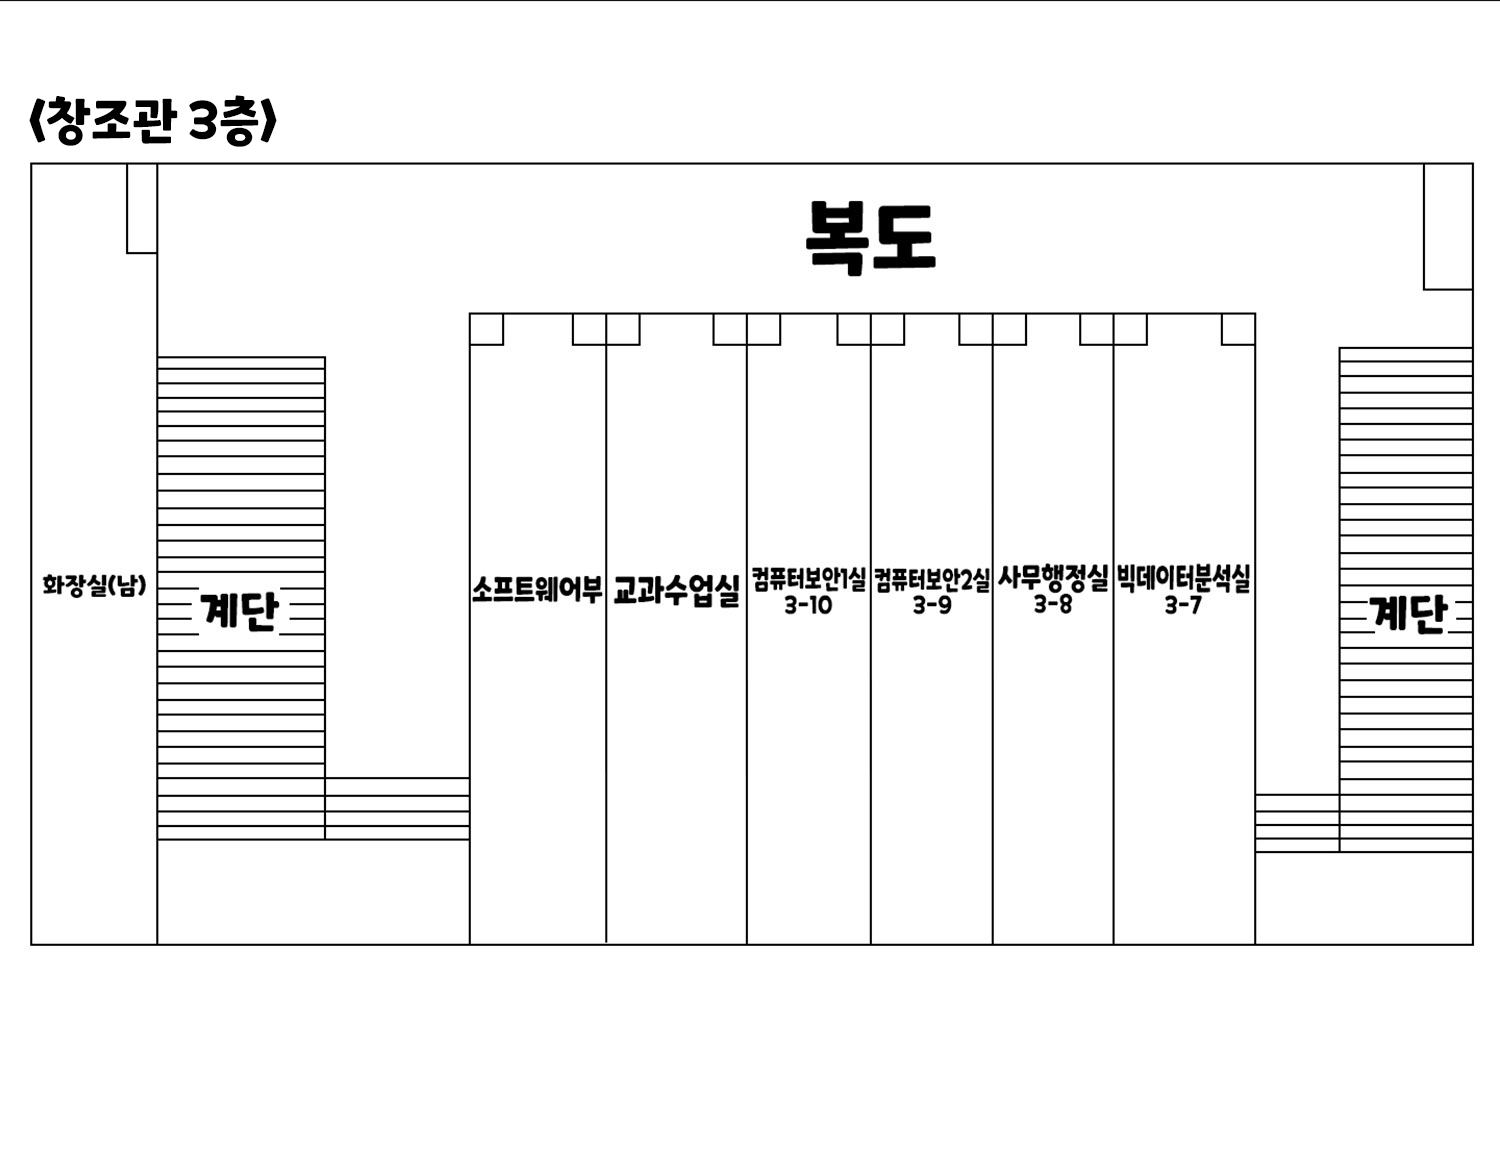 <창조관 3층>
복도
화장실(남)
계단
소프트웨어부
교과수업실
컴퓨터보안1실
3-10
컴퓨터보안2실
3-9
사무행정실
3-8
빅데이터분석실
3-7
계단